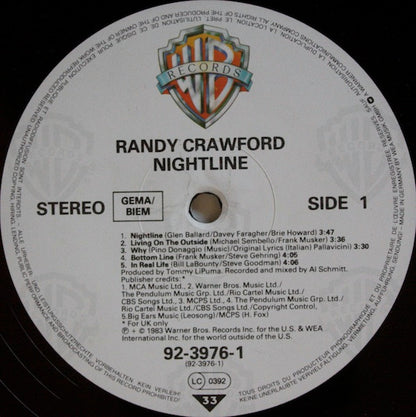 WB
RECORDS
RANDY CRAWFORD
NIGHTLINE
STEREO
GEMA/
BIEM
SIDE 1
1. Nightline (Glen Ballard/Davey Faragher/Brie Howard) 3:47
2. Living On The Outside (Michael Sembello/Frank Musker) 3:36
3. Why (Pino Donaggio (Music)/Original Lyrics (Italian) Pallavicini) 3:30
4. Bottom Line (Frank Musker/Steve Gehring) 4:05
5. In Real Life (Bill LaBounty/Steve Goodman) 4:06
Produced by Tommy LiPuma. Recorded and mixed by Al Schmitt.
Publisher credits:*
1. MCA Music Ltd., 2. Warner Bros. Music Ltd./
The Pendulum Music Grp. Ltd./Rio Cartel Music Ltd./
CBS Songs Ltd., 3. MCPS Ltd., 4. The Pendulum Music Grp. Ltd./
Rio Cartel Music Ltd./CBS Songs Ltd./Copyright Control,
5. Big Ears Music (Leosong)/MCPS (H. Fox)
* For UK only
℗ + © 1983 Warner Bros. Records Inc. for the U.S. & WEA
International Inc. for the world outside of the U.S.
92-3976-1
(92-3976-1)
LC 0392
33